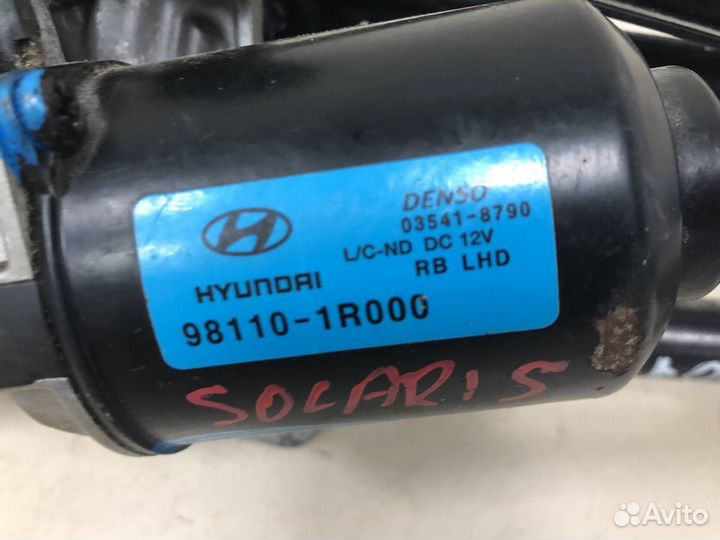 DENSO
03541-8790
L/C-ND DC 12V
RB LHD
HYUNDAI
98110-1R000
SOLARIS
Avito